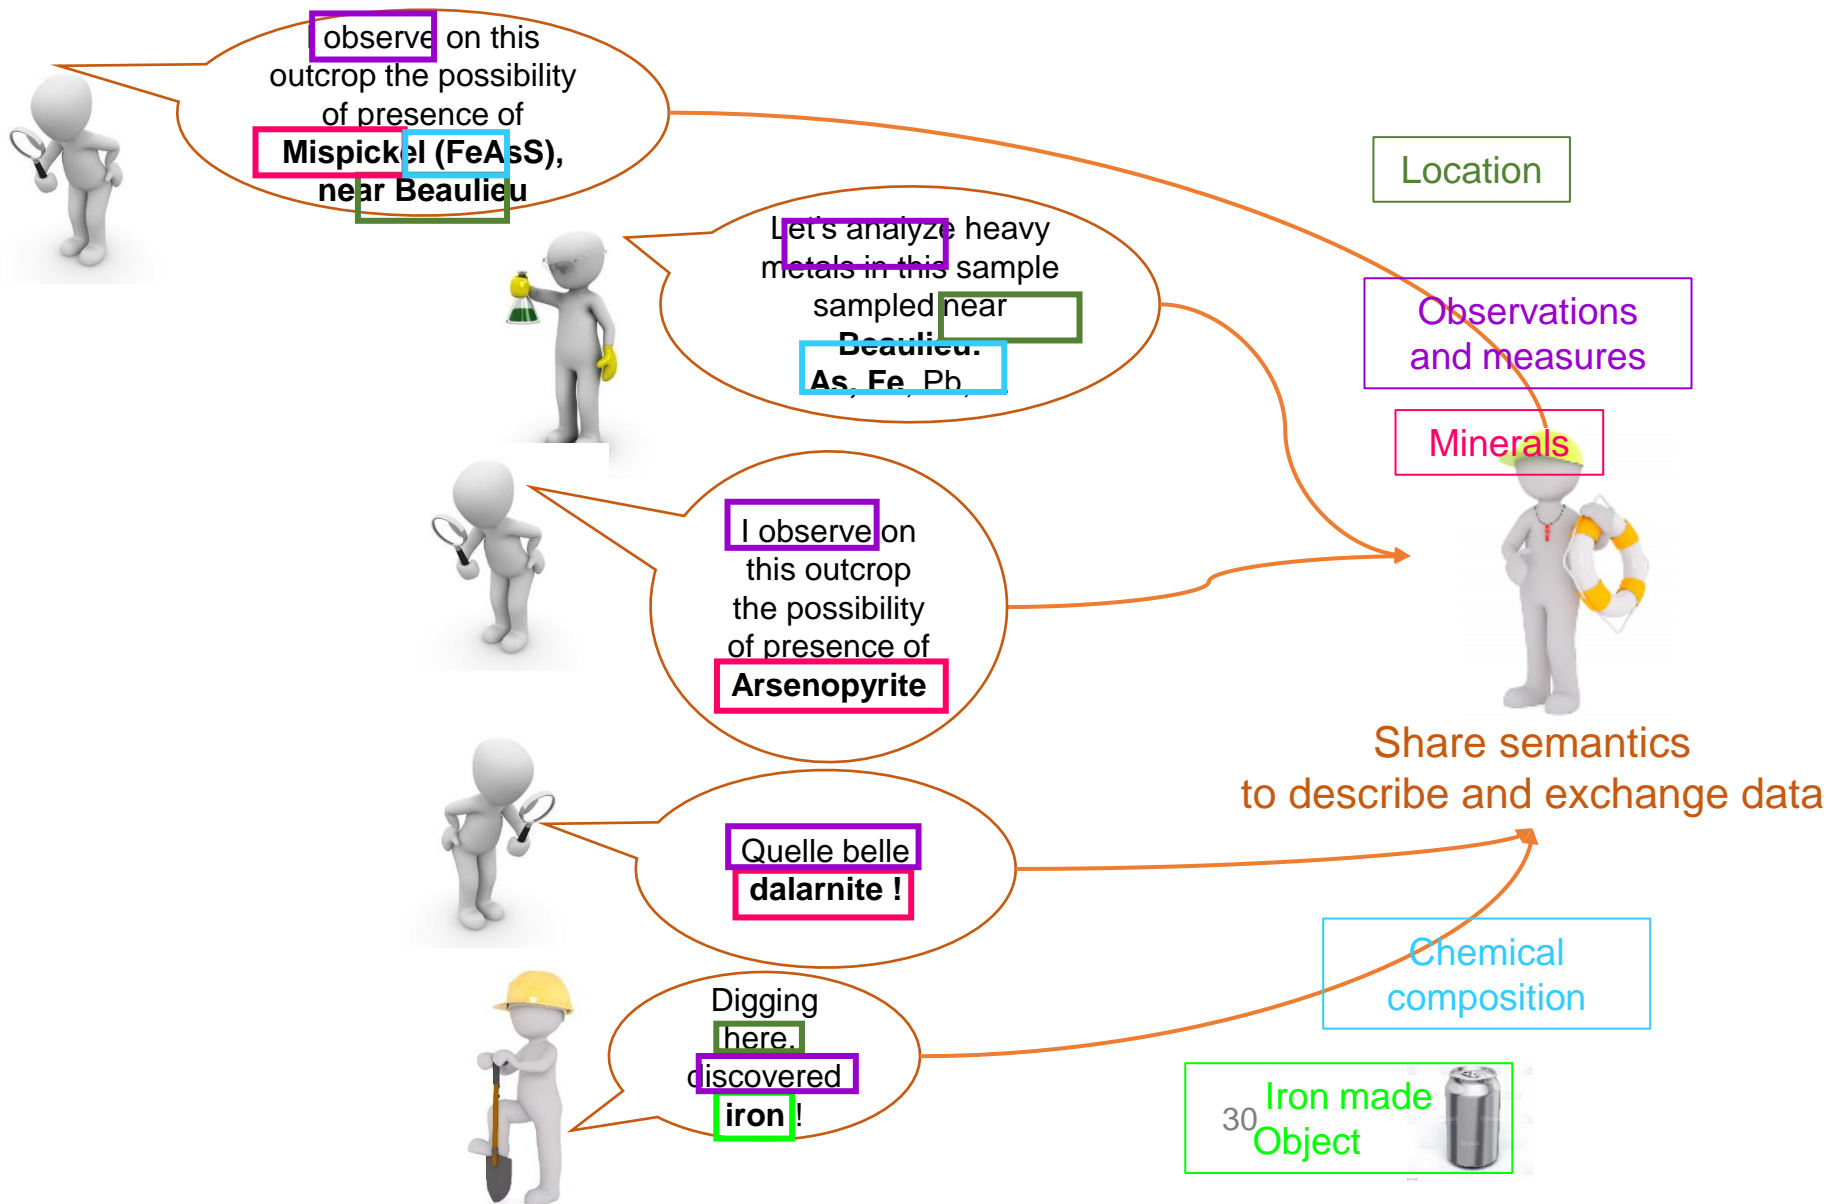 I observe on this
outcrop the possibility
of presence of
Mispickel (FeAsS),
near Beaulieu
Let's analyze heavy
metals in this sample
sampled near
Beaulieu:
As, Fe, Pb, …
I observe on
this outcrop
the possibility
of presence of
Arsenopyrite
Quelle belle
dalarnite !
Digging
here,
discovered
iron !
Location
Observations
and measures
Minerals
Share semantics
to describe and exchange data
Chemical
composition
Iron made
Object
30